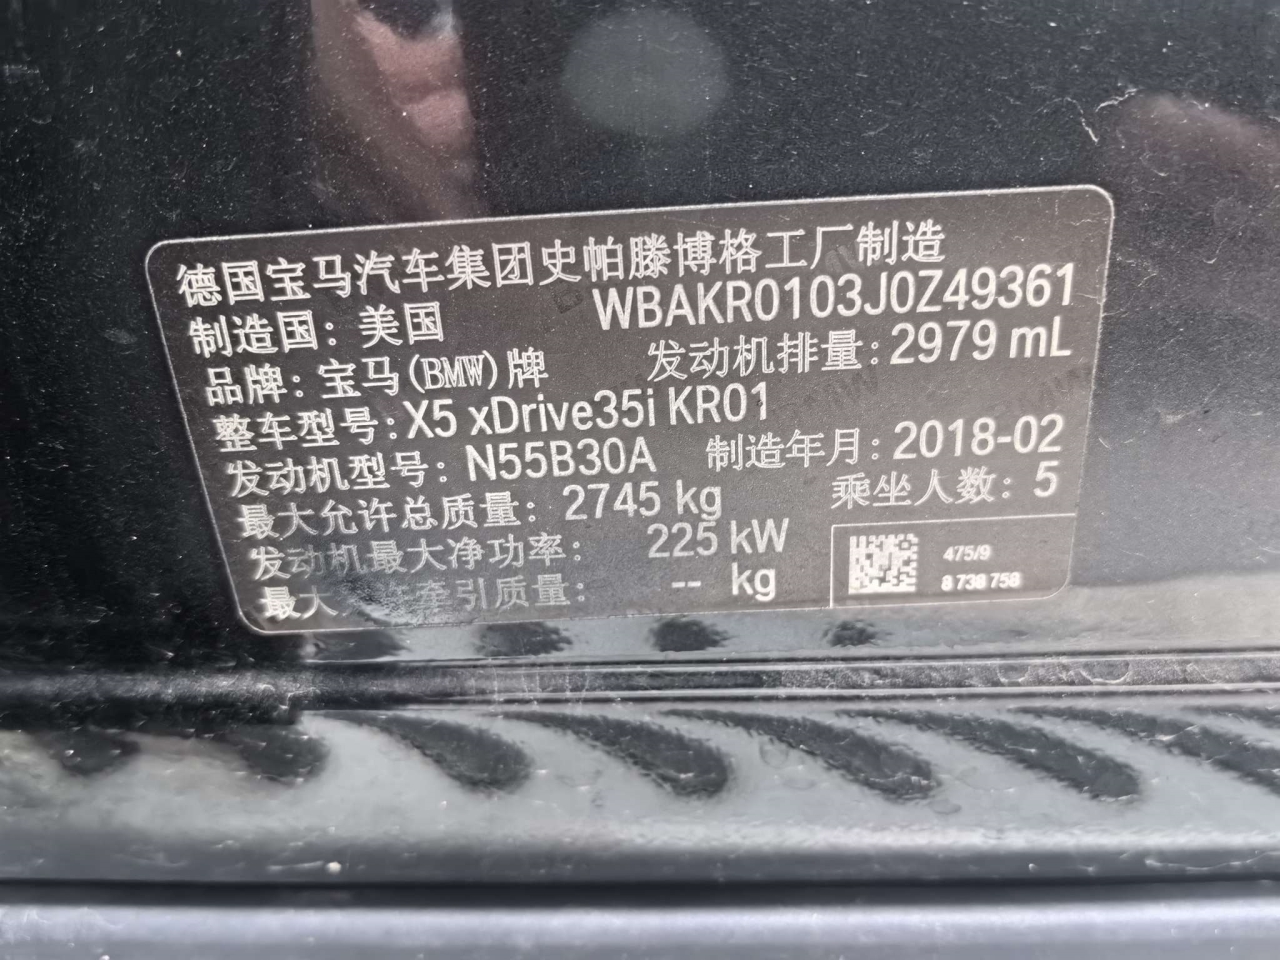 德国宝马汽车集团史帕滕博格工厂制造
制造国：美国 WBAKR0103J0Z49361
品牌：宝马(BMW)牌 发动机排量：2979 mL
整车型号：X5 xDrive35i KR01
发动机型号：N55B30A 制造年月：2018-02
最大允许总质量：2745 kg 乘坐人数：5
发动机最大净功率：225 kW
最大 牵引质量：-- kg
475/9
8 738 758